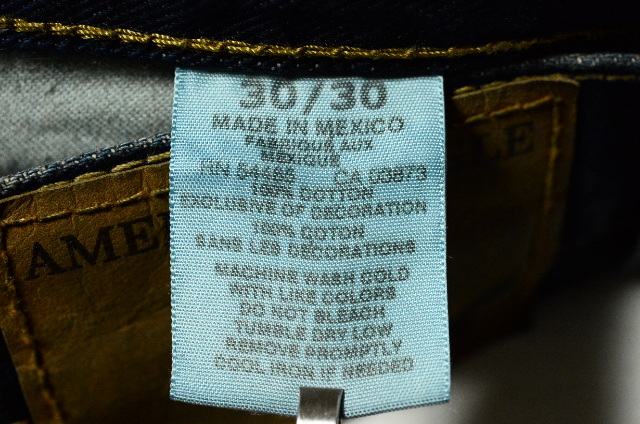 30/30
MADE IN MEXICO
FABRIQUE AUX
MEXIQUE
RN 54485 CA 03873
100% COTTON
EXCLUSIVE OF DECORATION
100% COTON
SANS LES DECORATIONS
MACHINE WASH COLD
WITH LIKE COLORS
DO NOT BLEACH
TUMBLE DRY LOW
REMOVE PROMPTLY
COOL IRON IF NEEDED